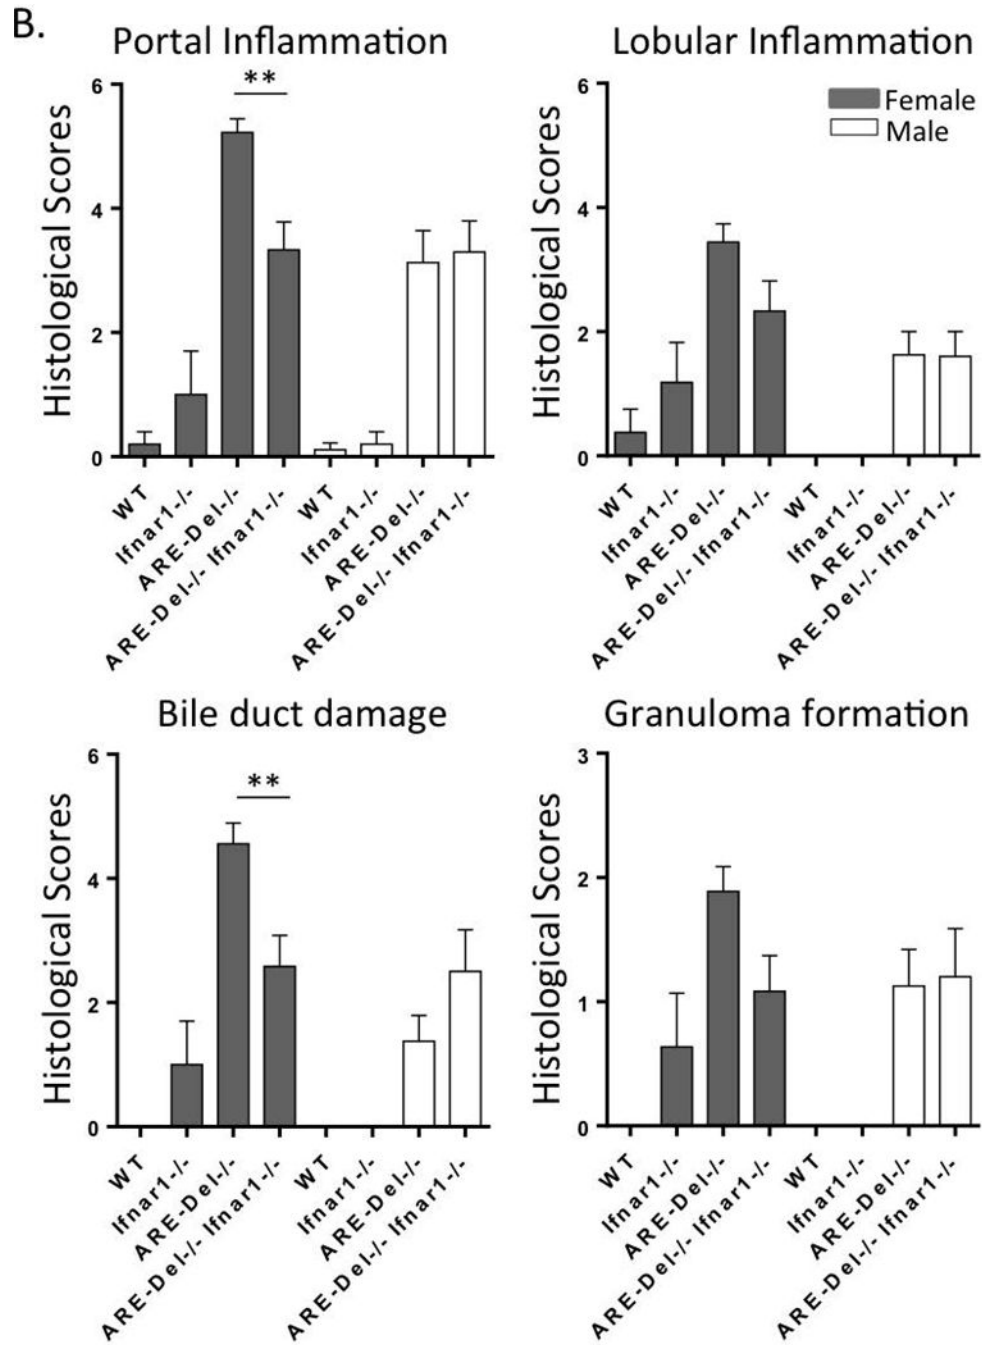 B.
Portal Inflammation
Histological Scores
6
4
2
0
**
WT
Ifnar1-/-
ARE-Del-/-
ARE-Del-/- Ifnar1-/-
WT
Ifnar1-/-
ARE-Del-/-
ARE-Del-/- Ifnar1-/-
Lobular Inflammation
Histological Scores
6
4
2
0
Female
Male
WT
Ifnar1-/-
ARE-Del-/-
ARE-Del-/- Ifnar1-/-
WT
Ifnar1-/-
ARE-Del-/-
ARE-Del-/- Ifnar1-/-
Bile duct damage
Histological Scores
6
4
2
0
**
WT
Ifnar1-/-
ARE-Del-/-
ARE-Del-/- Ifnar1-/-
WT
Ifnar1-/-
ARE-Del-/-
ARE-Del-/- Ifnar1-/-
Granuloma formation
Histological Scores
3
2
1
0
WT
Ifnar1-/-
ARE-Del-/-
ARE-Del-/- Ifnar1-/-
WT
Ifnar1-/-
ARE-Del-/-
ARE-Del-/- Ifnar1-/-